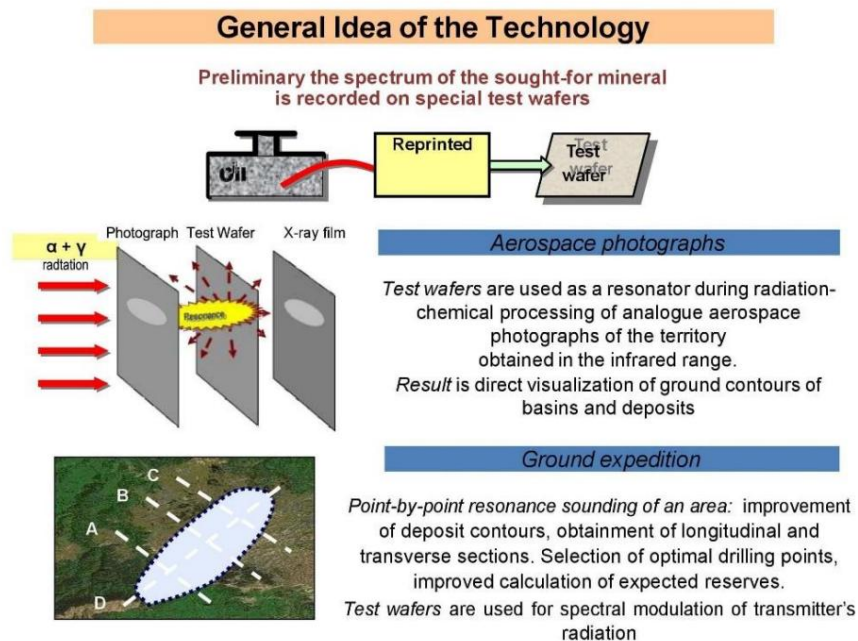 General Idea of the Technology
Preliminary the spectrum of the sought-for mineral
is recorded on special test wafers
Oil
Reprinted
Test
wafer
Test
wafer
Photograph
Test Wafer
X-ray film
α + γ
radtation
Resonance
Aerospace photographs
Test wafers are used as a resonator during radiation-
chemical processing of analogue aerospace
photographs of the territory
obtained in the infrared range.
Result is direct visualization of ground contours of
basins and deposits
C
B
A
D
Ground expedition
Point-by-point resonance sounding of an area: improvement
of deposit contours, obtainment of longitudinal and
transverse sections. Selection of optimal drilling points,
improved calculation of expected reserves.
Test wafers are used for spectral modulation of transmitter's
radiation